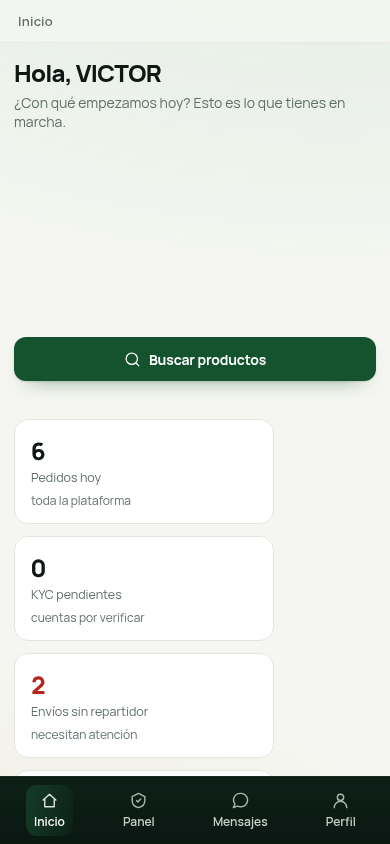 Inicio
Hola, VICTOR
¿Con qué empezamos hoy? Esto es lo que tienes en
marcha.
Buscar productos
6
Pedidos hoy
toda la plataforma
0
KYC pendientes
cuentas por verificar
2
Envíos sin repartidor
necesitan atención
Inicio
Panel
Mensajes
Perfil